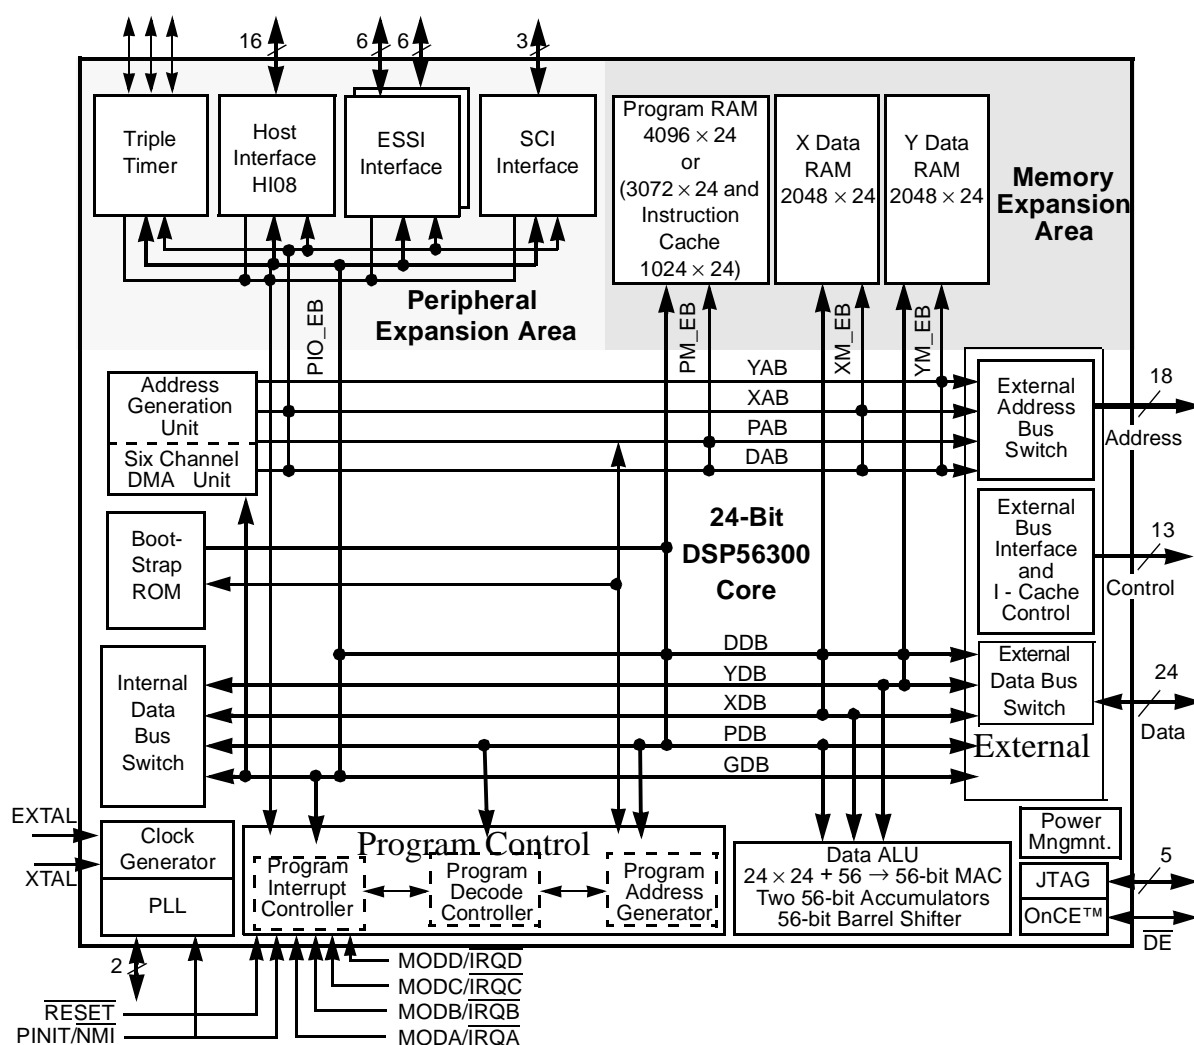 16
6
6
3
Triple
Timer
Host
Interface
HI08
ESSI
Interface
SCI
Interface
Program RAM
4096 × 24
or
(3072 × 24 and
Instruction
Cache
1024 × 24)
X Data
RAM
2048 × 24
Y Data
RAM
2048 × 24
Memory
Expansion
Area
Peripheral
Expansion Area
PIO_EB
PM_EB
XM_EB
YM_EB
Address
Generation
Unit
Six Channel
DMA Unit
YAB
XAB
PAB
DAB
External
Address
Bus
Switch
18
Address
Boot-
Strap
ROM
24-Bit
DSP56300
Core
External
Bus
Interface
and
I - Cache
Control
13
Control
Internal
Data
Bus
Switch
DDB
YDB
XDB
PDB
GDB
External
Data Bus
Switch
External
24
Data
EXTAL
XTAL
Clock
Generator
PLL
2
Program Control
Program
Interrupt
Controller
Program
Decode
Controller
Program
Address
Generator
Data ALU
24 × 24 + 56 → 56-bit MAC
Two 56-bit Accumulators
56-bit Barrel Shifter
Power
Mngmnt.
JTAG
OnCE™
5
DE
RESET
PINIT/NMI
MODD/IRQD
MODC/IRQC
MODB/IRQB
MODA/IRQA